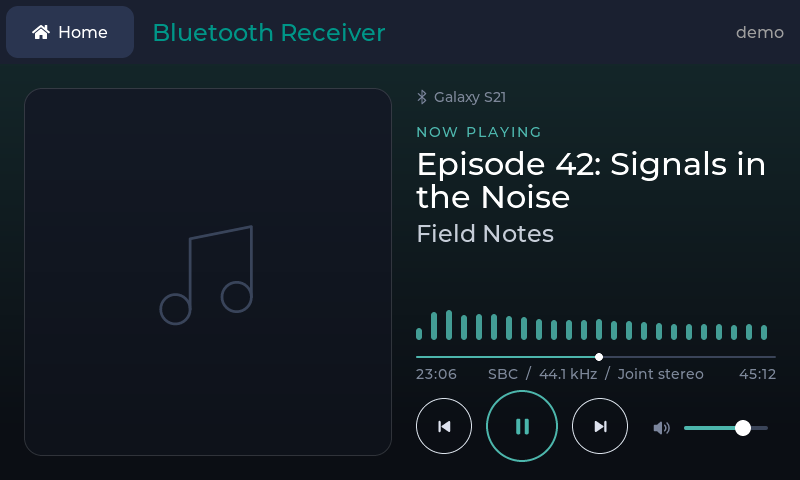 Home
Bluetooth Receiver
demo
Galaxy S21
NOW PLAYING
Episode 42: Signals in
the Noise
Field Notes
23:06
SBC / 44.1 kHz / Joint stereo
45:12